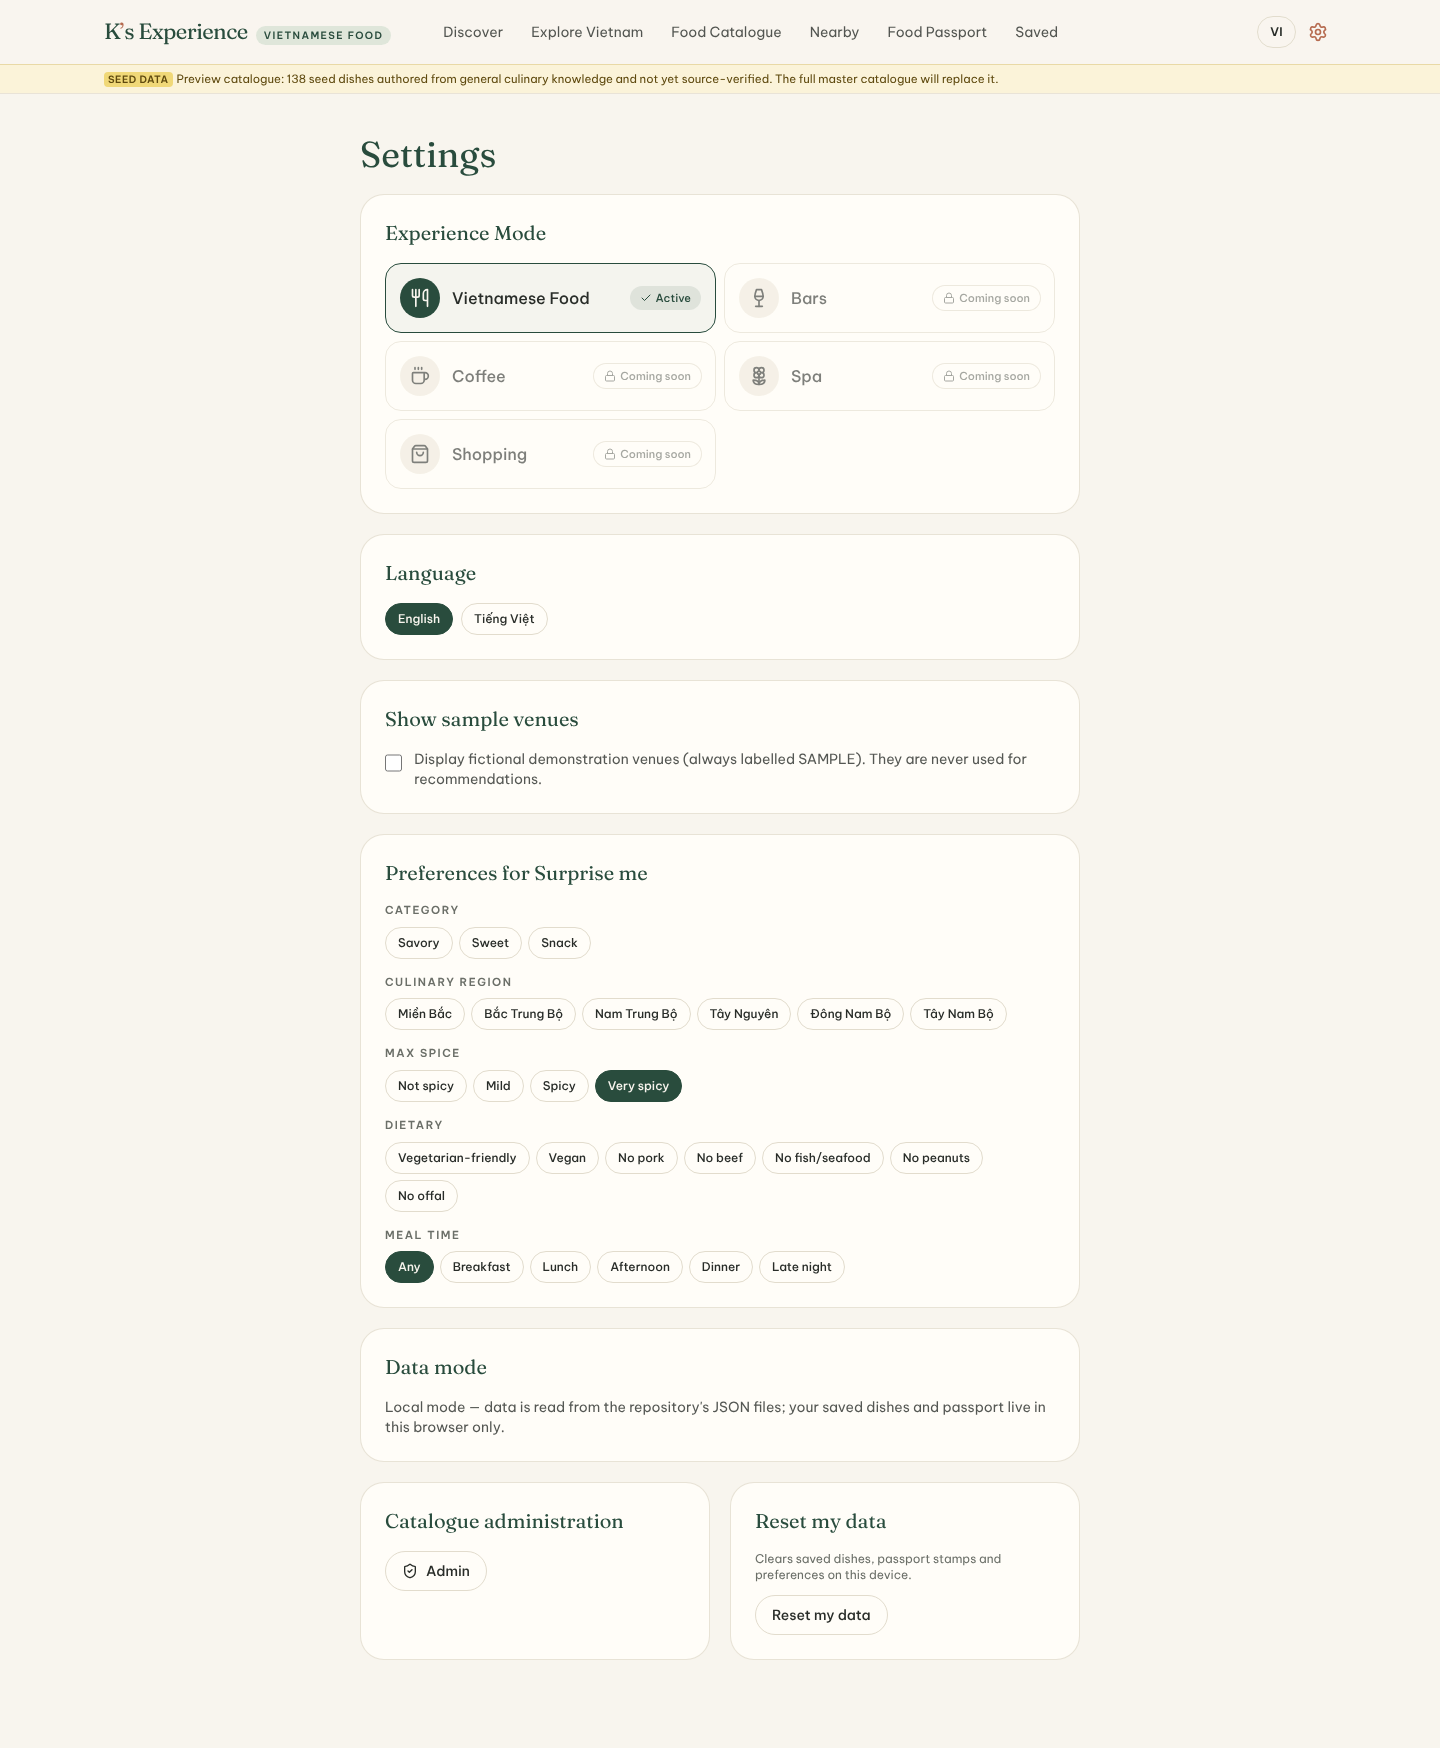 K's Experience VIETNAMESE FOOD
Discover Explore Vietnam Food Catalogue Nearby Food Passport Saved
VI
SEED DATA Preview catalogue: 138 seed dishes authored from general culinary knowledge and not yet source-verified. The full master catalogue will replace it.
Settings
Experience Mode
Vietnamese Food Active
Bars Coming soon
Coffee Coming soon
Spa Coming soon
Shopping Coming soon
Language
English Tiếng Việt
Show sample venues
Display fictional demonstration venues (always labelled SAMPLE). They are never used for
recommendations.
Preferences for Surprise me
CATEGORY
Savory Sweet Snack
CULINARY REGION
Miền Bắc Bắc Trung Bộ Nam Trung Bộ Tây Nguyên Đông Nam Bộ Tây Nam Bộ
MAX SPICE
Not spicy Mild Spicy Very spicy
DIETARY
Vegetarian-friendly Vegan No pork No beef No fish/seafood No peanuts
No offal
MEAL TIME
Any Breakfast Lunch Afternoon Dinner Late night
Data mode
Local mode — data is read from the repository's JSON files; your saved dishes and passport live in
this browser only.
Catalogue administration
Admin
Reset my data
Clears saved dishes, passport stamps and
preferences on this device.
Reset my data